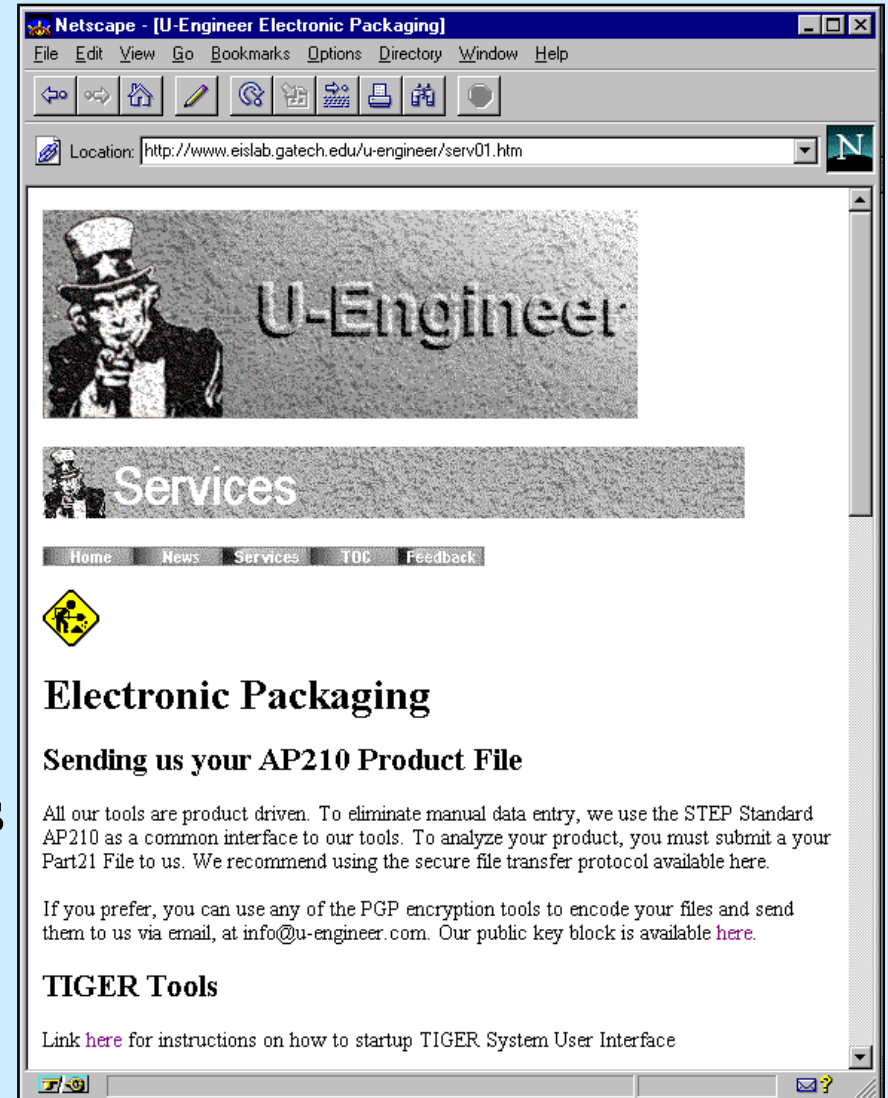 Netscape - [U-Engineer Electronic Packaging]
File Edit View Go Bookmarks Options Directory Window Help
Location: http://www.eislab.gatech.edu/u-engineer/serv01.htm
N
U-Engineer
Services
Home News Services TOC Feedback
Electronic Packaging
Sending us your AP210 Product File
s
All our tools are product driven. To eliminate manual data entry, we use the STEP Standard
AP210 as a common interface to our tools. To analyze your product, you must submit a your
Part21 File to us. We recommend using the secure file transfer protocol available here.
If you prefer, you can use any of the PGP encryption tools to encode your files and send
them to us via email, at info@u-engineer.com. Our public key block is available here.
TIGER Tools
Link here for instructions on how to startup TIGER System User Interface